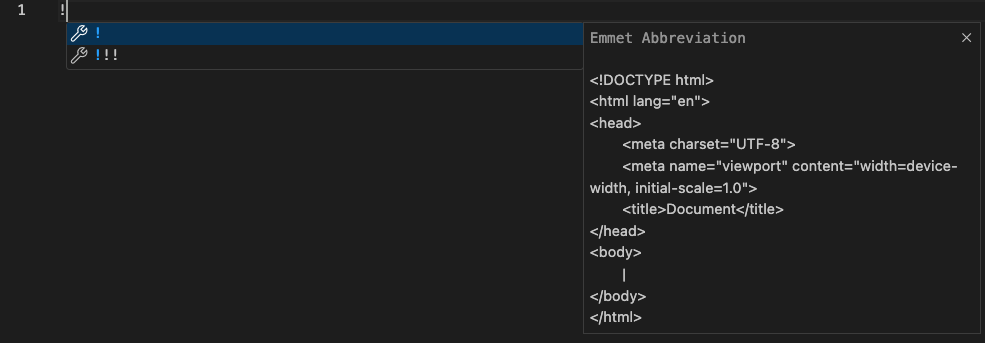 1 !
!
!!!
Emmet Abbreviation ×
<!DOCTYPE html>
<html lang="en">
<head>
    <meta charset="UTF-8">
    <meta name="viewport" content="width=device-
width, initial-scale=1.0">
    <title>Document</title>
</head>
<body>
    |
</body>
</html>